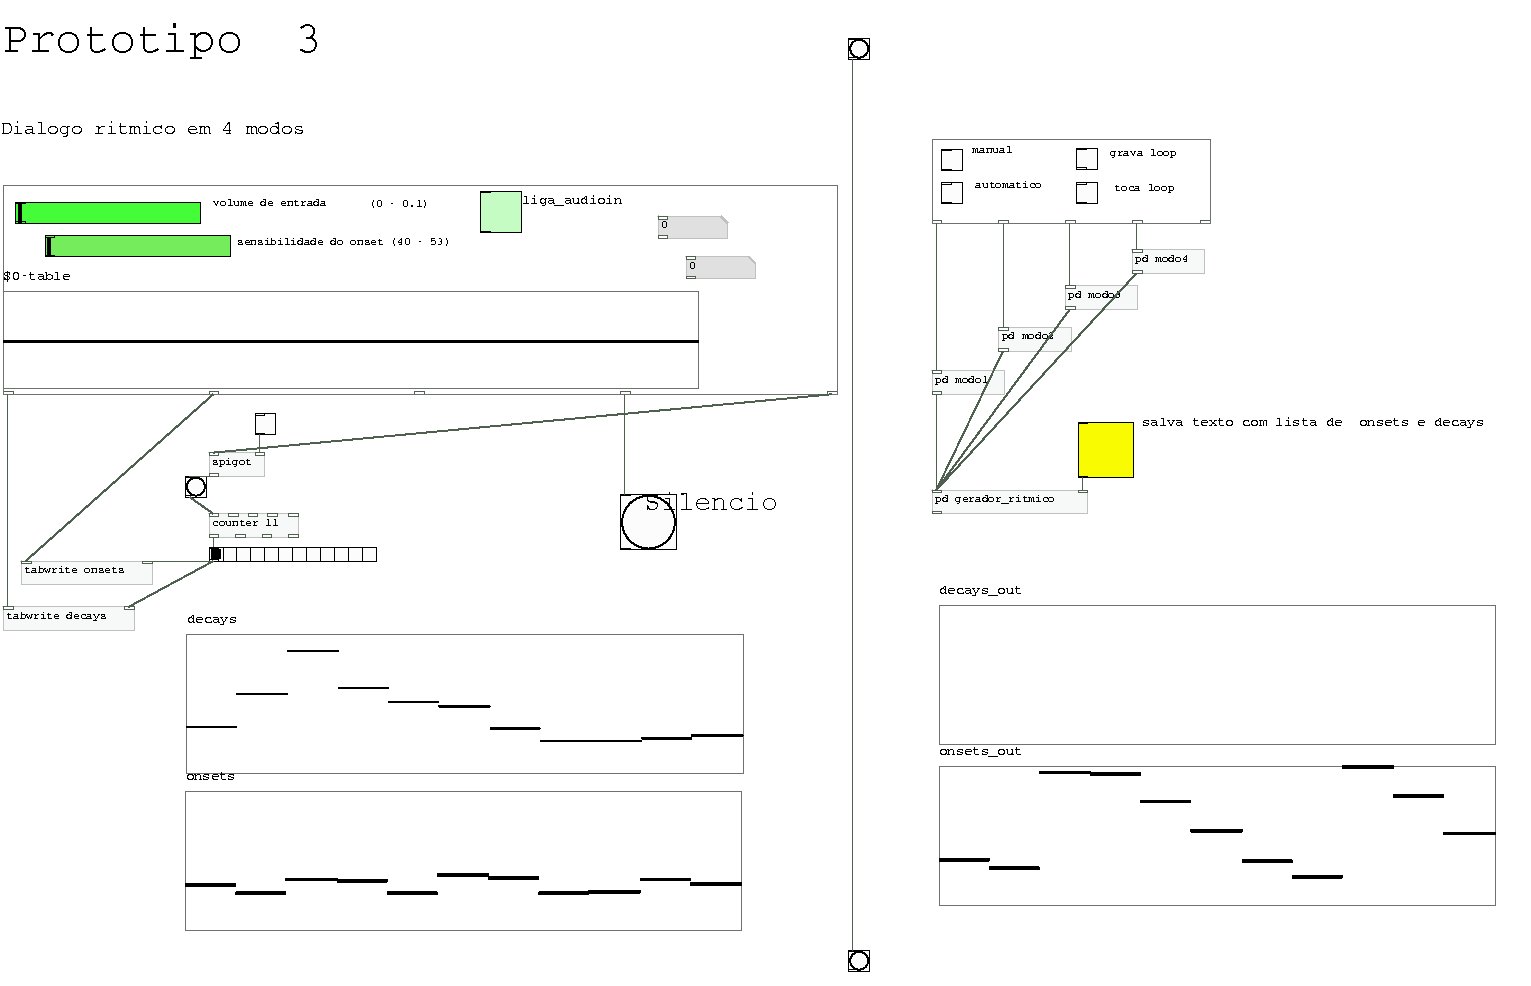 Prototipo 3
Dialogo ritmico em 4 modos
volume de entrada (0 - 0.1)
liga_audioin
sensibilidade do onset (40 - 53)
0
0
$0-table
spigot
counter 11
Silencio
tabwrite onsets
tabwrite decays
decays
onsets
manual
grava loop
automatico
toca loop
pd modo4
pd modo3
pd modo2
pd modo1
salva texto com lista de onsets e decays
pd gerador_ritmico
decays_out
onsets_out